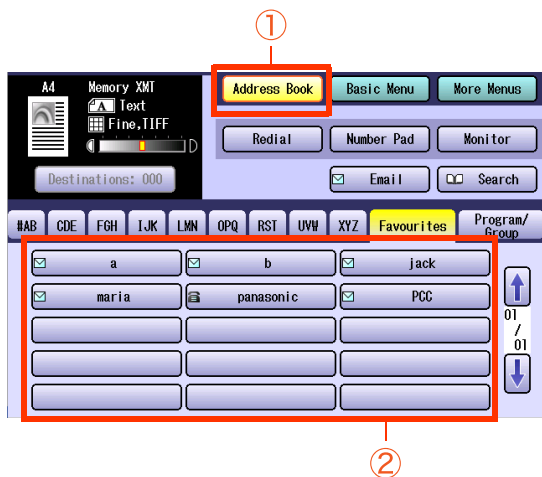 ①
A4 Memory XMT
A Text
Fine,TIFF
Destinations: 000
Address Book Basic Menu More Menus
Redial Number Pad Monitor
Email Search
#AB CDE FGH IJK LMN OPQ RST UVW XYZ Favourites Program/
Group
a b jack
maria panasonic PCC
01
/
01
②